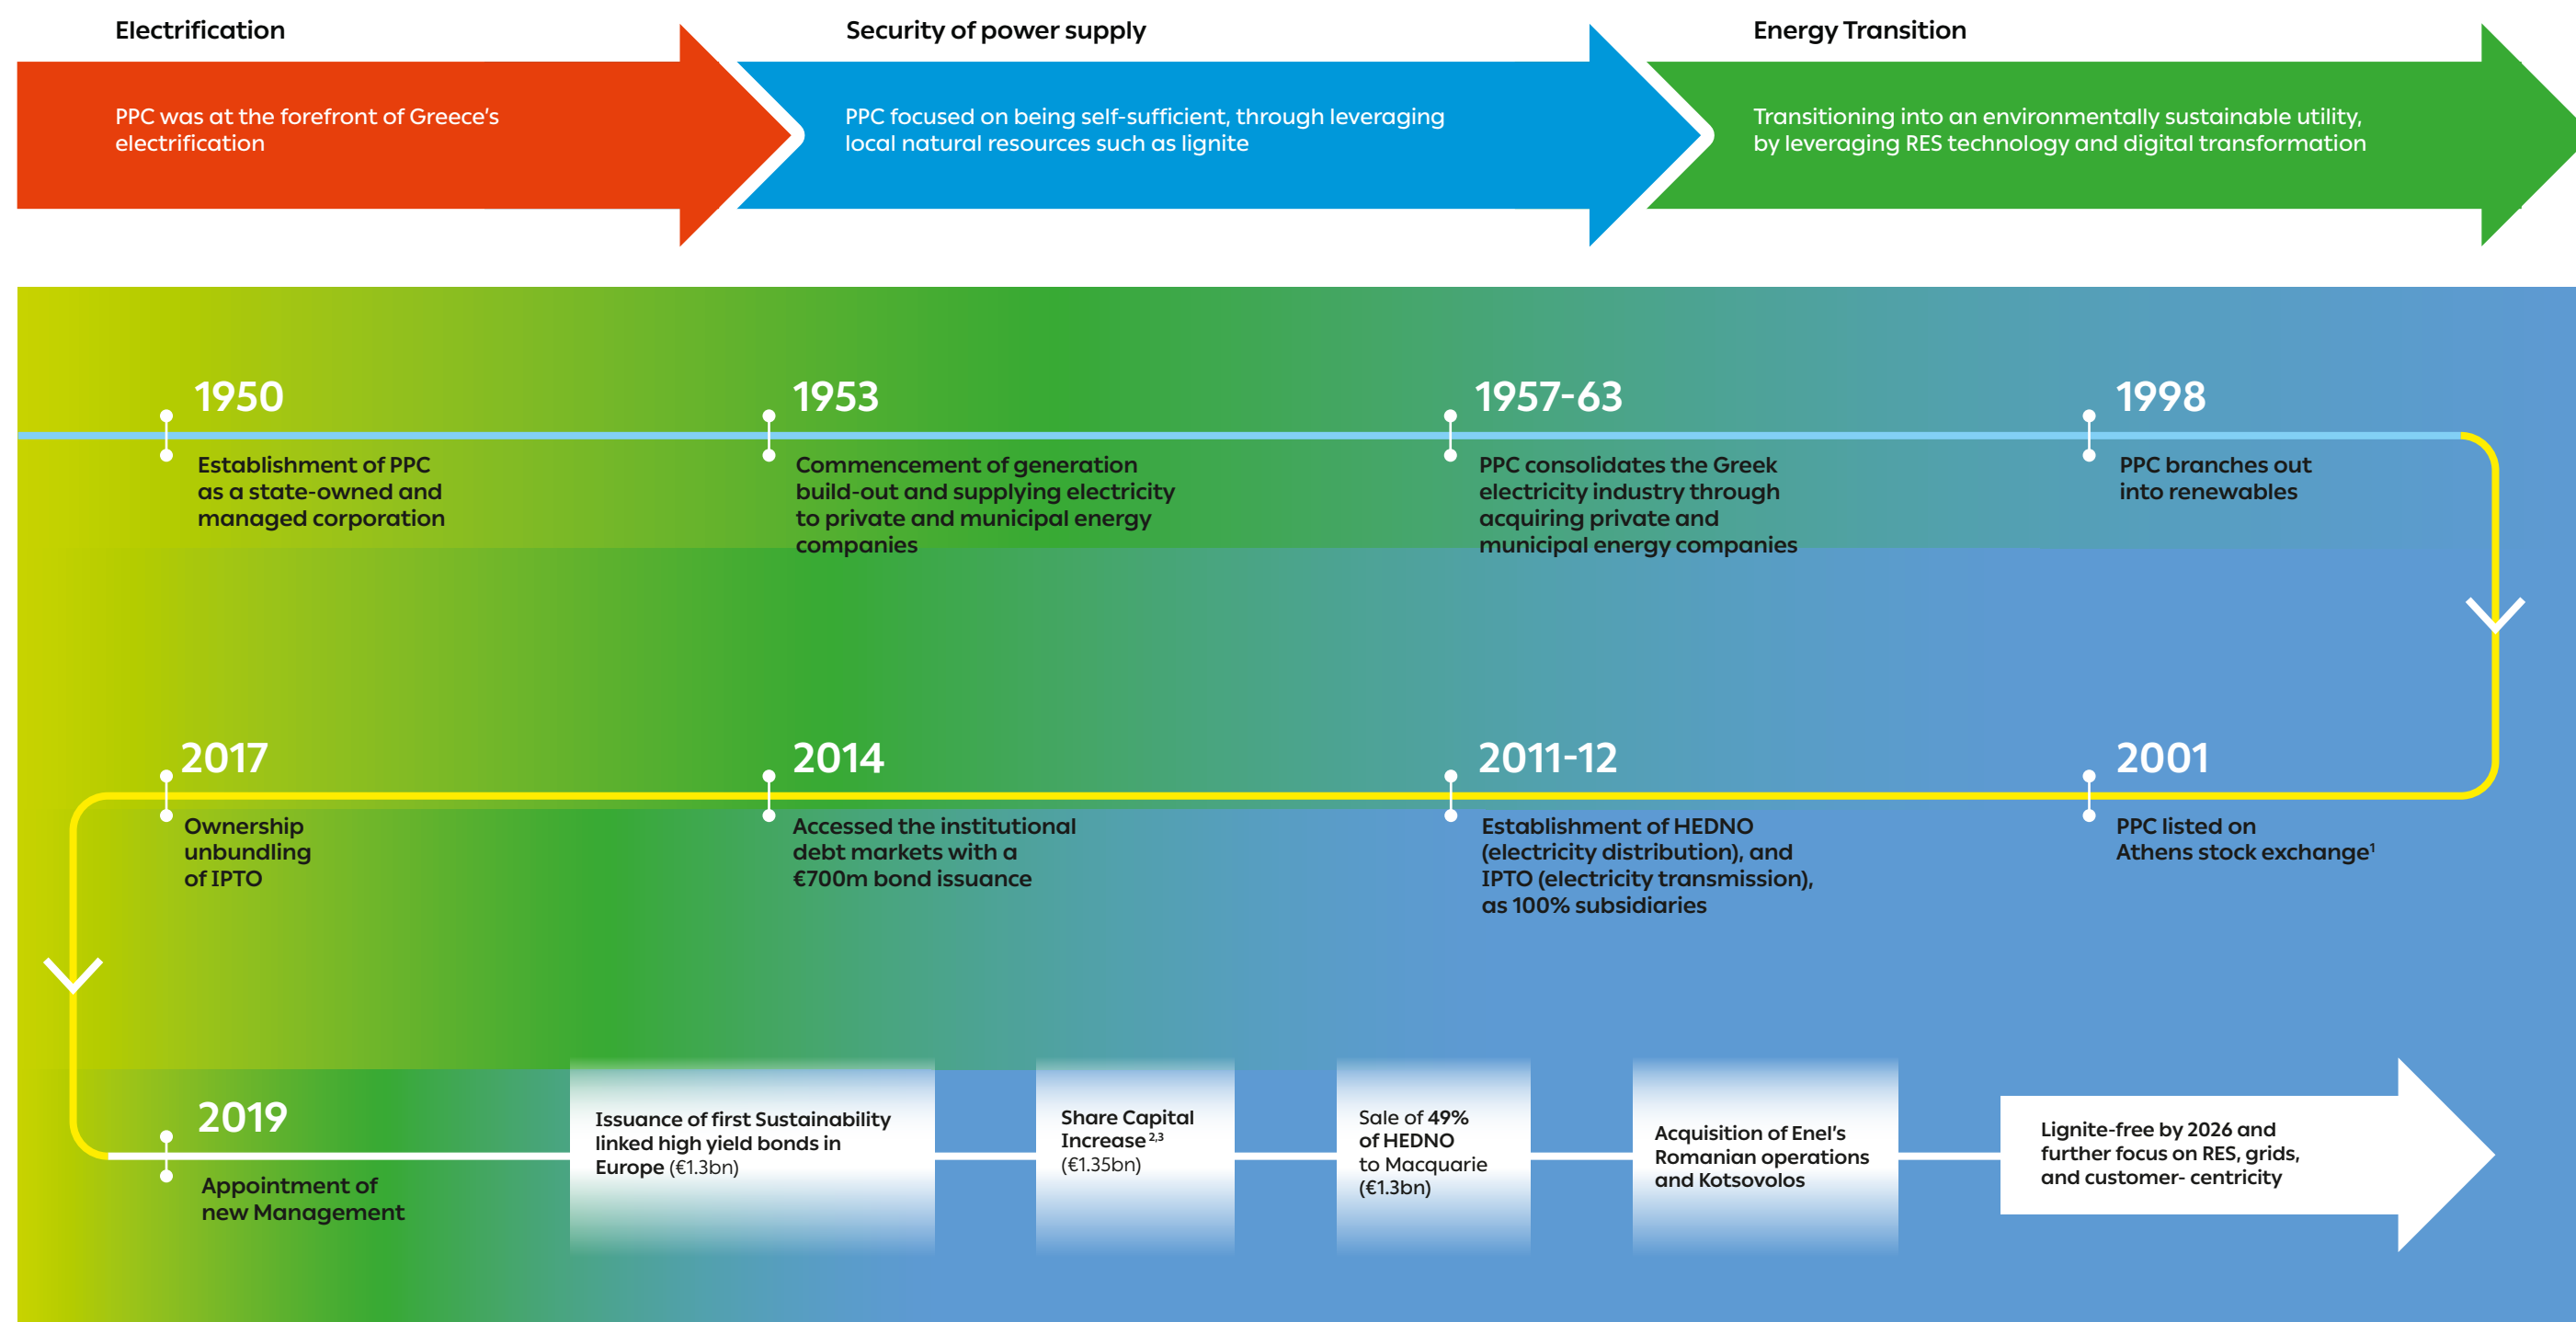 Electrification
PPC was at the forefront of Greece's
electrification
Security of power supply
PPC focused on being self-sufficient, through leveraging
local natural resources such as lignite
Energy Transition
Transitioning into an environmentally sustainable utility,
by leveraging RES technology and digital transformation
1950
Establishment of PPC
as a state-owned and
managed corporation
1953
Commencement of generation
build-out and supplying electricity
to private and municipal energy
companies
1957-63
PPC consolidates the Greek
electricity industry through
acquiring private and
municipal energy companies
1998
PPC branches out
into renewables
2001
PPC listed on
Athens stock exchange¹
2011-12
Establishment of HEDNO
(electricity distribution), and
IPTO (electricity transmission),
as 100% subsidiaries
2014
Accessed the institutional
debt markets with a
€700m bond issuance
2017
Ownership
unbundling
of IPTO
2019
Appointment of
new Management
Issuance of first Sustainability
linked high yield bonds in
Europe (€1.3bn)
Share Capital
Increase ²,³
(€1.35bn)
Sale of 49%
of HEDNO
to Macquarie
(€1.3bn)
Acquisition of Enel's
Romanian operations
and Kotsovolos
Lignite-free by 2026 and
further focus on RES, grids,
and customer- centricity